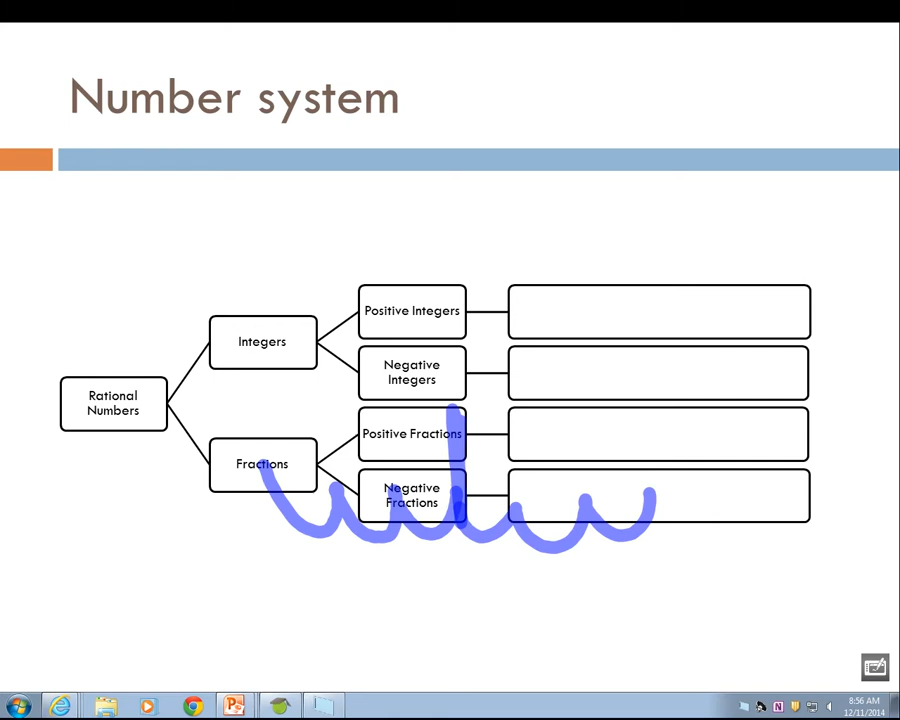 Number system
Positive Integers
Integers
Negative
Integers
Rational
Numbers
Positive Fractions
Fractions
Negative
Fractions
8:56 AM
12/11/2014